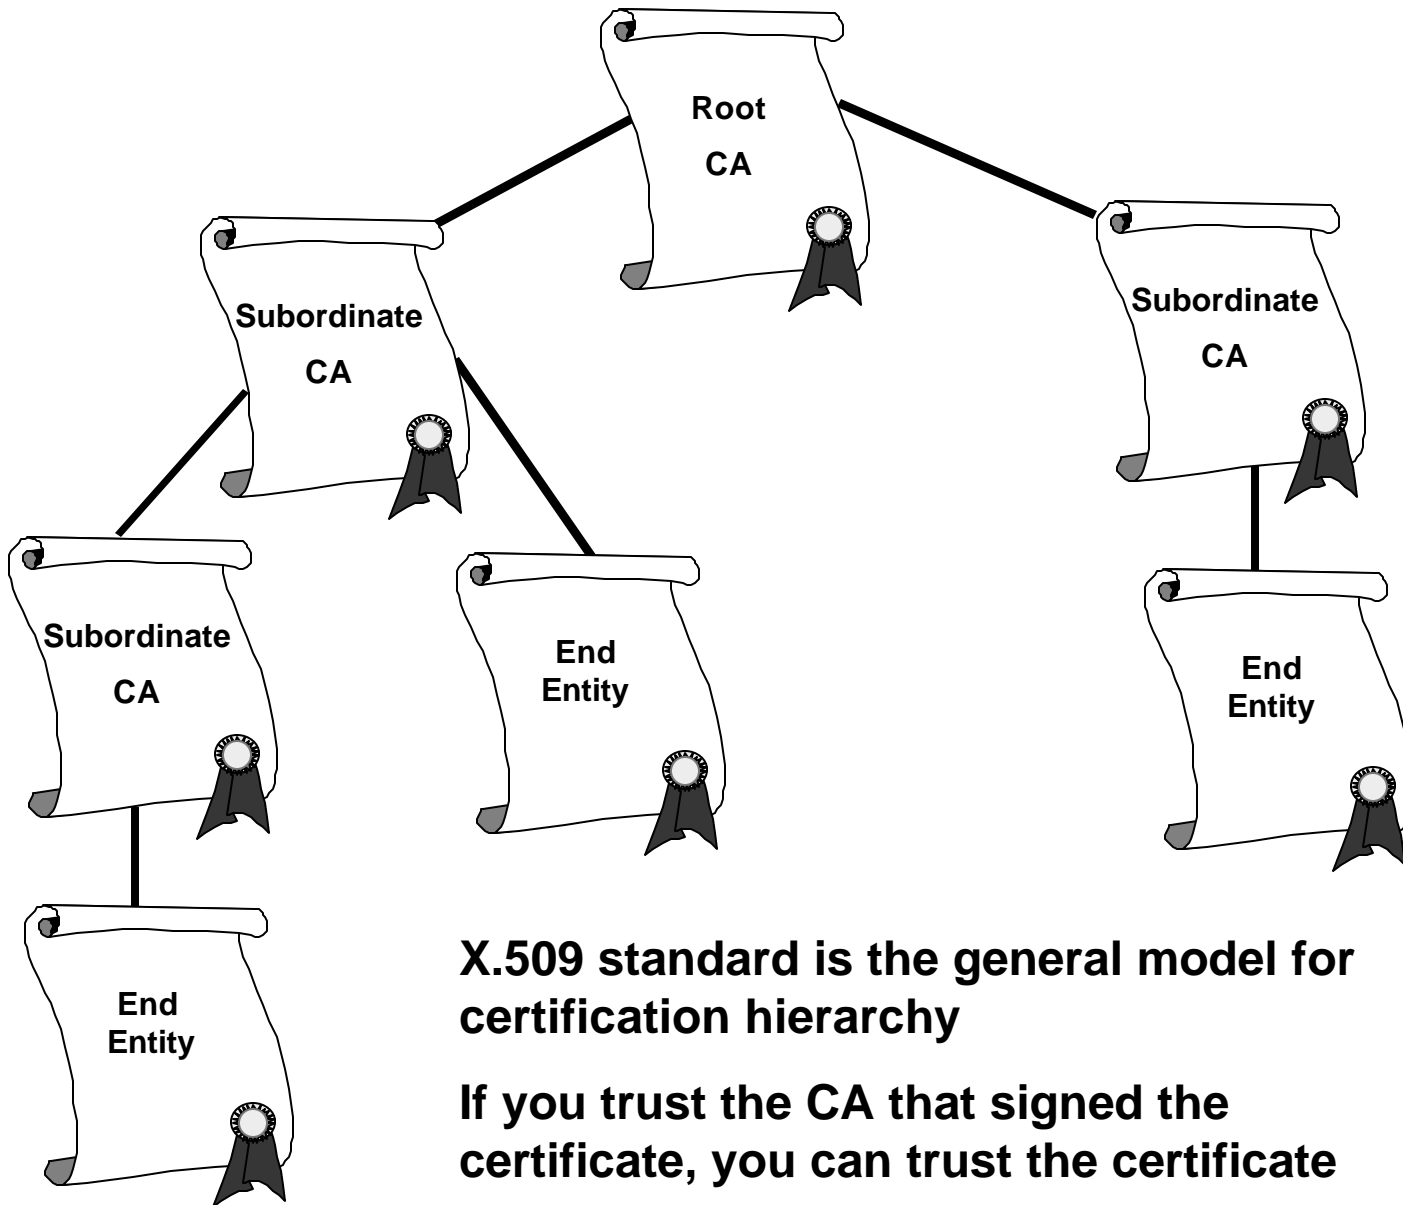 Root
CA
Subordinate
CA
Subordinate
CA
Subordinate
CA
End
Entity
End
Entity
End
Entity
X.509 standard is the general model for
certification hierarchy
If you trust the CA that signed the
certificate, you can trust the certificate